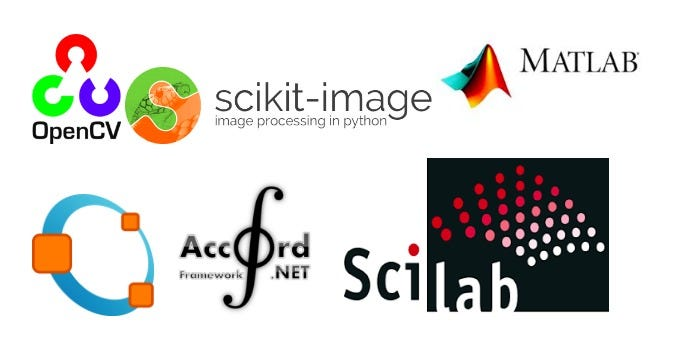 OpenCV
scikit-image
image processing in python
MATLAB®
Accord
Framework .NET
Scilab